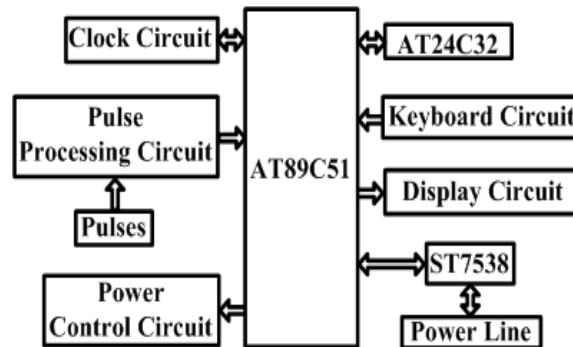 Clock Circuit
Pulse
Processing Circuit
Pulses
Power
Control Circuit
AT89C51
AT24C32
Keyboard Circuit
Display Circuit
ST7538
Power Line